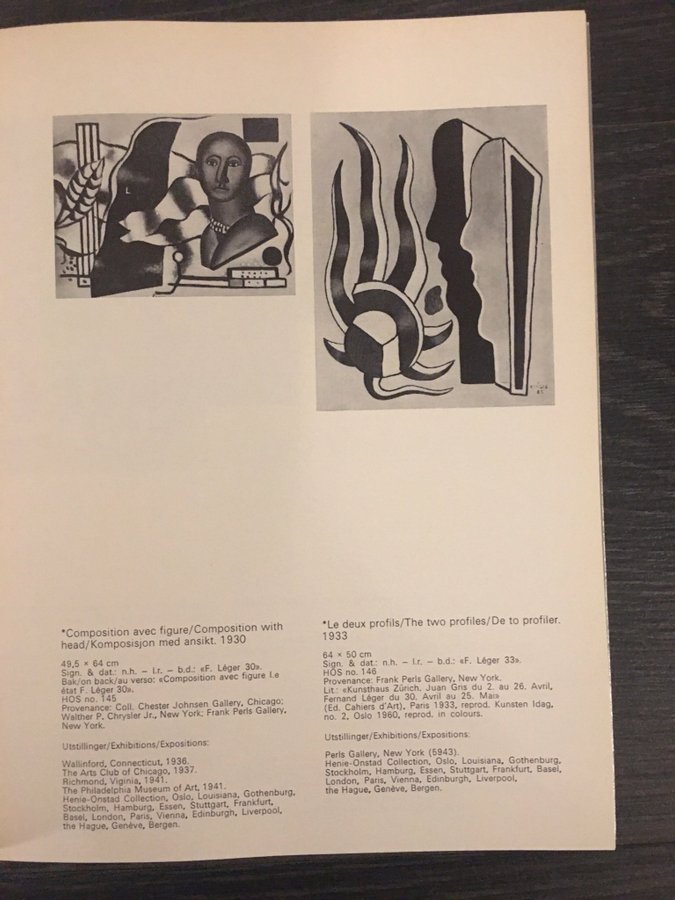 *Composition avec figure/Composition with
head/Komposisjon med ansikt. 1930
49,5 × 64 cm
Sign. & dat.: n.h. – l.r. – b.d.: «F. Léger 30».
Bak/on back/au verso: «Composition avec figure I.e
état F. Léger 30».
HOS no. 145
Provenance: Coll. Chester Johnsen Gallery, Chicago;
Walther P. Chrysler Jr., New York; Frank Perls Gallery,
New York.
Utstillinger/Exhibitions/Expositions:
Wallinford, Connecticut, 1936.
The Arts Club of Chicago, 1937.
Richmond, Viginia, 1941.
The Philadelphia Museum of Art, 1941.
Henie-Onstad Collection, Oslo, Louisiana, Gothenburg,
Stockholm, Hamburg, Essen, Stuttgart, Frankfurt,
Basel, London, Paris, Vienna, Edinburgh, Liverpool,
the Hague, Genève, Bergen.
*Le deux profils/The two profiles/De to profiler.
1933
64 × 50 cm
Sign. & dat.: n.h. – l.r. – b.d.: «F. Léger 33».
HOS no. 146
Provenance: Frank Perls Gallery, New York.
Lit.: «Kunsthaus Zürich. Juan Gris du 2. au 26. Avril,
Fernand Léger du 30. Avril au 25. Mai»
(Ed. Cahiers d'Art), Paris 1933, reprod. Kunsten Idag,
no. 2, Oslo 1960, reprod. in colours.
Utstillinger/Exhibitions/Expositions:
Perls Gallery, New York (5943).
Henie-Onstad Collection, Oslo, Louisiana, Gothenburg,
Stockholm, Hamburg, Essen, Stuttgart, Frankfurt, Basel,
London, Paris, Vienna, Edinburgh, Liverpool,
the Hague, Genève, Bergen.